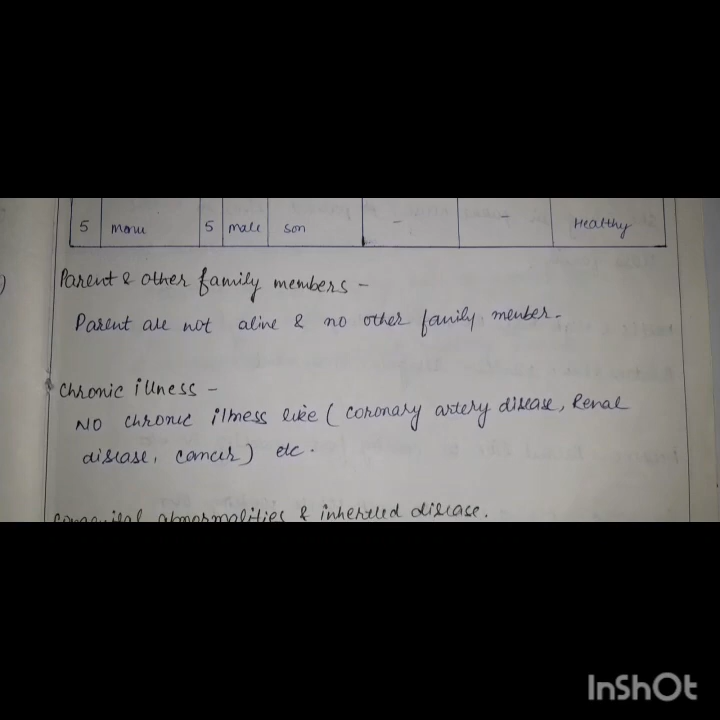 5 monu 5 male son - - Healthy
Parent & other family members -
Parent are not alive & no other family member.
Chronic illness -
NO chronic illness like ( coronary artery disease, Renal
disease, cancer) etc.
Congenital abnormalities & inherited disease.
InShOt